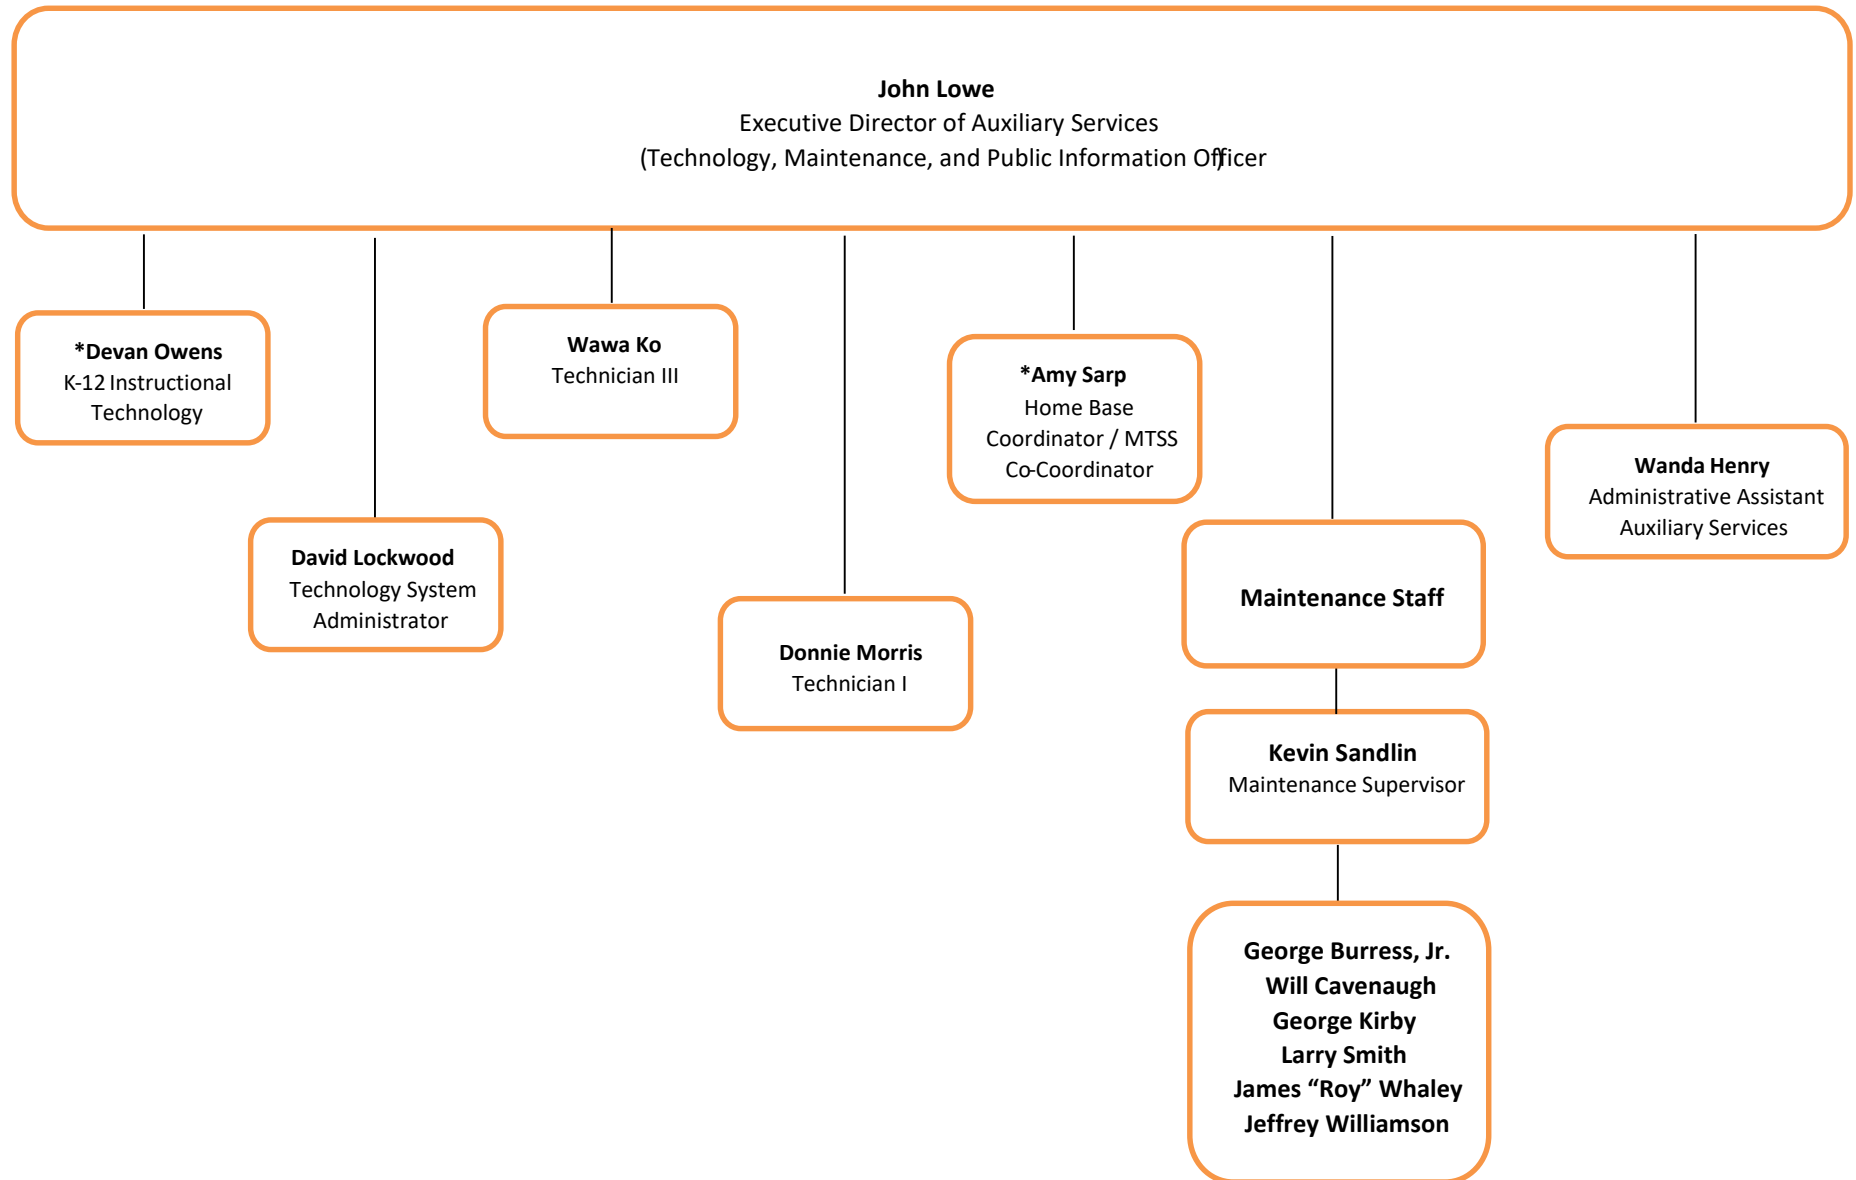 John Lowe
Executive Director of Auxiliary Services
(Technology, Maintenance, and Public Information Officer)
*Devan Owens
K-12 Instructional
Technology
Wawa Ko
Technician III
*Amy Sarp
Home Base
Coordinator / MTSS
Co-Coordinator
Wanda Henry
Administrative Assistant
Auxiliary Services
David Lockwood
Technology System
Administrator
Donnie Morris
Technician I
Maintenance Staff
Kevin Sandlin
Maintenance Supervisor
George Burress, Jr.
Will Cavenaugh
George Kirby
Larry Smith
James “Roy” Whaley
Jeffrey Williamson